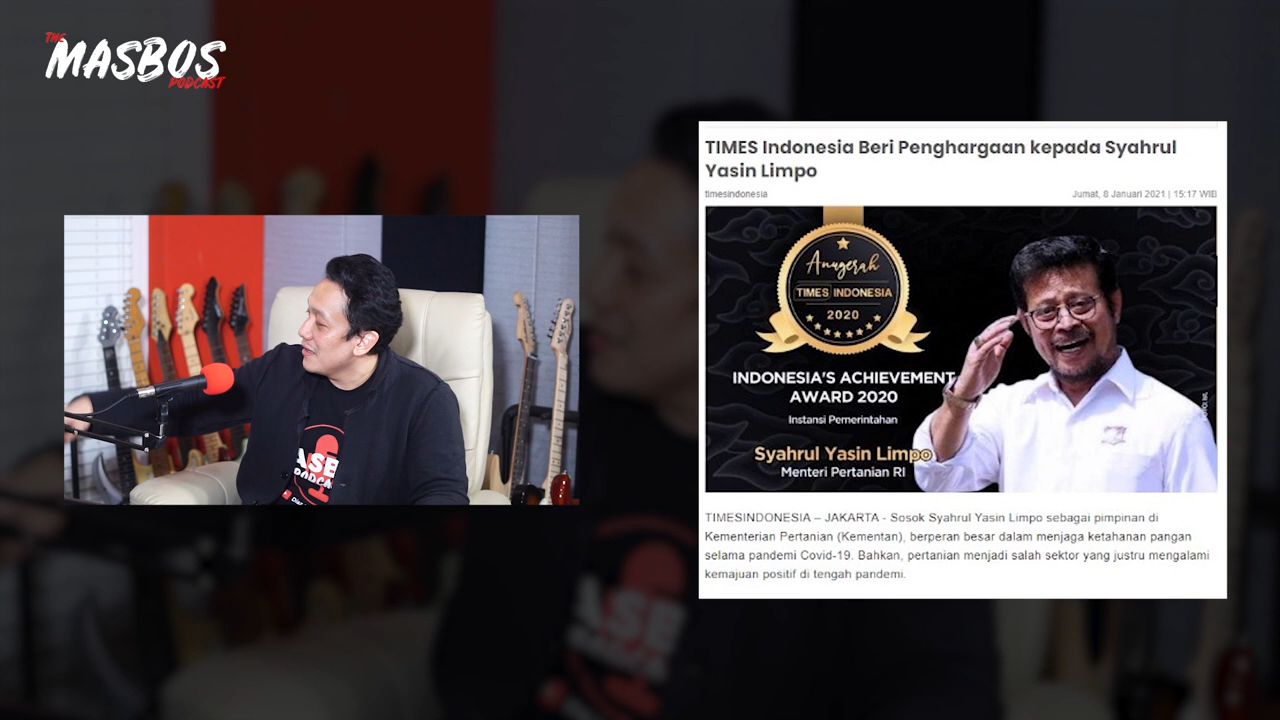 THE
MASBOS
PODCAST
ASB
PODCAS
TIMES Indonesia Beri Penghargaan kepada Syahrul
Yasin Limpo
timesindonesia
Jumat, 8 Januari 2021 | 15:17 WIB
Anugerah
TIMES INDONESIA
2020
INDONESIA'S ACHIEVEMENT
AWARD 2020
Instansi Pemerintahan
Syahrul Yasin Limpo
Menteri Pertanian RI
TIMESINDONESIA – JAKARTA - Sosok Syahrul Yasin Limpo sebagai pimpinan di
Kementerian Pertanian (Kementan), berperan besar dalam menjaga ketahanan pangan
selama pandemi Covid-19. Bahkan, pertanian menjadi salah sektor yang justru mengalami
kemajuan positif di tengah pandemi.